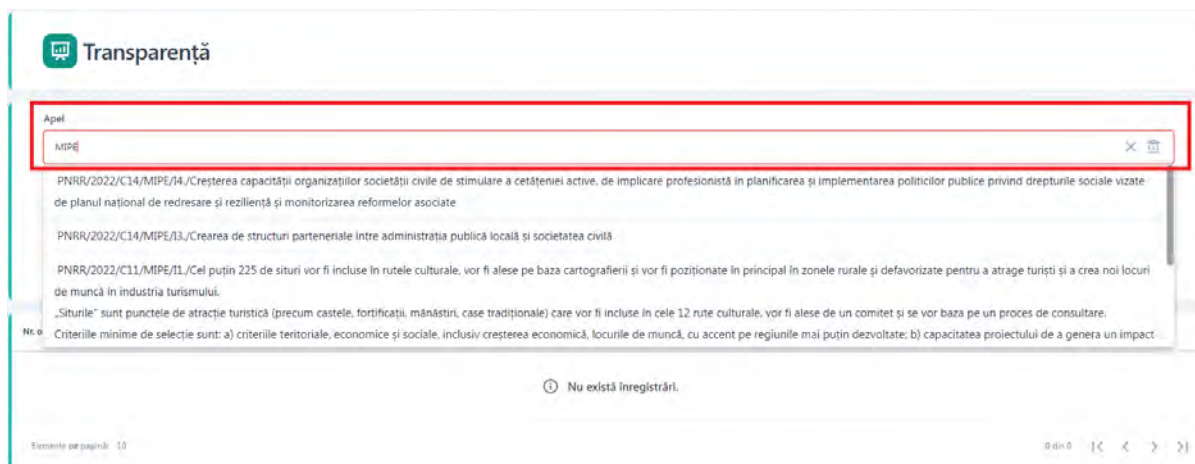 Transparență
Apel
MIPE
PNRR/2022/C14/MIPE/I4./Creșterea capacității organizațiilor societății civile de stimulare a cetățeniei active, de implicare profesionistă în planificarea și implementarea politicilor publice privind drepturile sociale vizate
de planul național de redresare și reziliență și monitorizarea reformelor asociate
PNRR/2022/C14/MIPE/I3./Crearea de structuri parteneriale între administrația publică locală și societatea civilă
PNRR/2022/C11/MIPE/I1./Cel puțin 225 de situri vor fi incluse în rutele culturale, vor fi alese pe baza cartografierii și vor fi poziționate în principal în zonele rurale și defavorizate pentru a atrage turiști și a crea noi locuri
de muncă în industria turismului.
„Siturile” sunt punctele de atracție turistică (precum castele, fortificații, mănăstiri, case tradiționale) care vor fi incluse în cele 12 rute culturale, vor fi alese de un comitet și se vor baza pe un proces de consultare.
Nr. o
Criteriile minime de selecție sunt: a) criteriile teritoriale, economice și sociale, inclusiv creșterea economică, locurile de muncă, cu accent pe regiunile mai puțin dezvoltate; b) capacitatea proiectului de a genera un impact
Nu există înregistrări.
Elemente pe pagină: 10
0 din 0